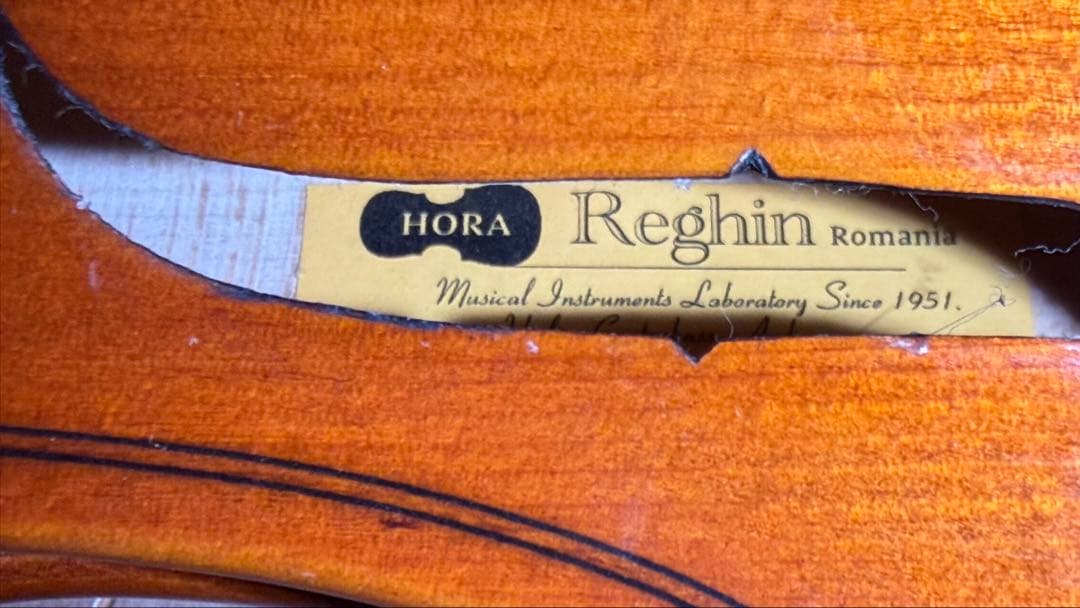 HORA Reghin Romania
Musical Instruments Laboratory Since 1951.